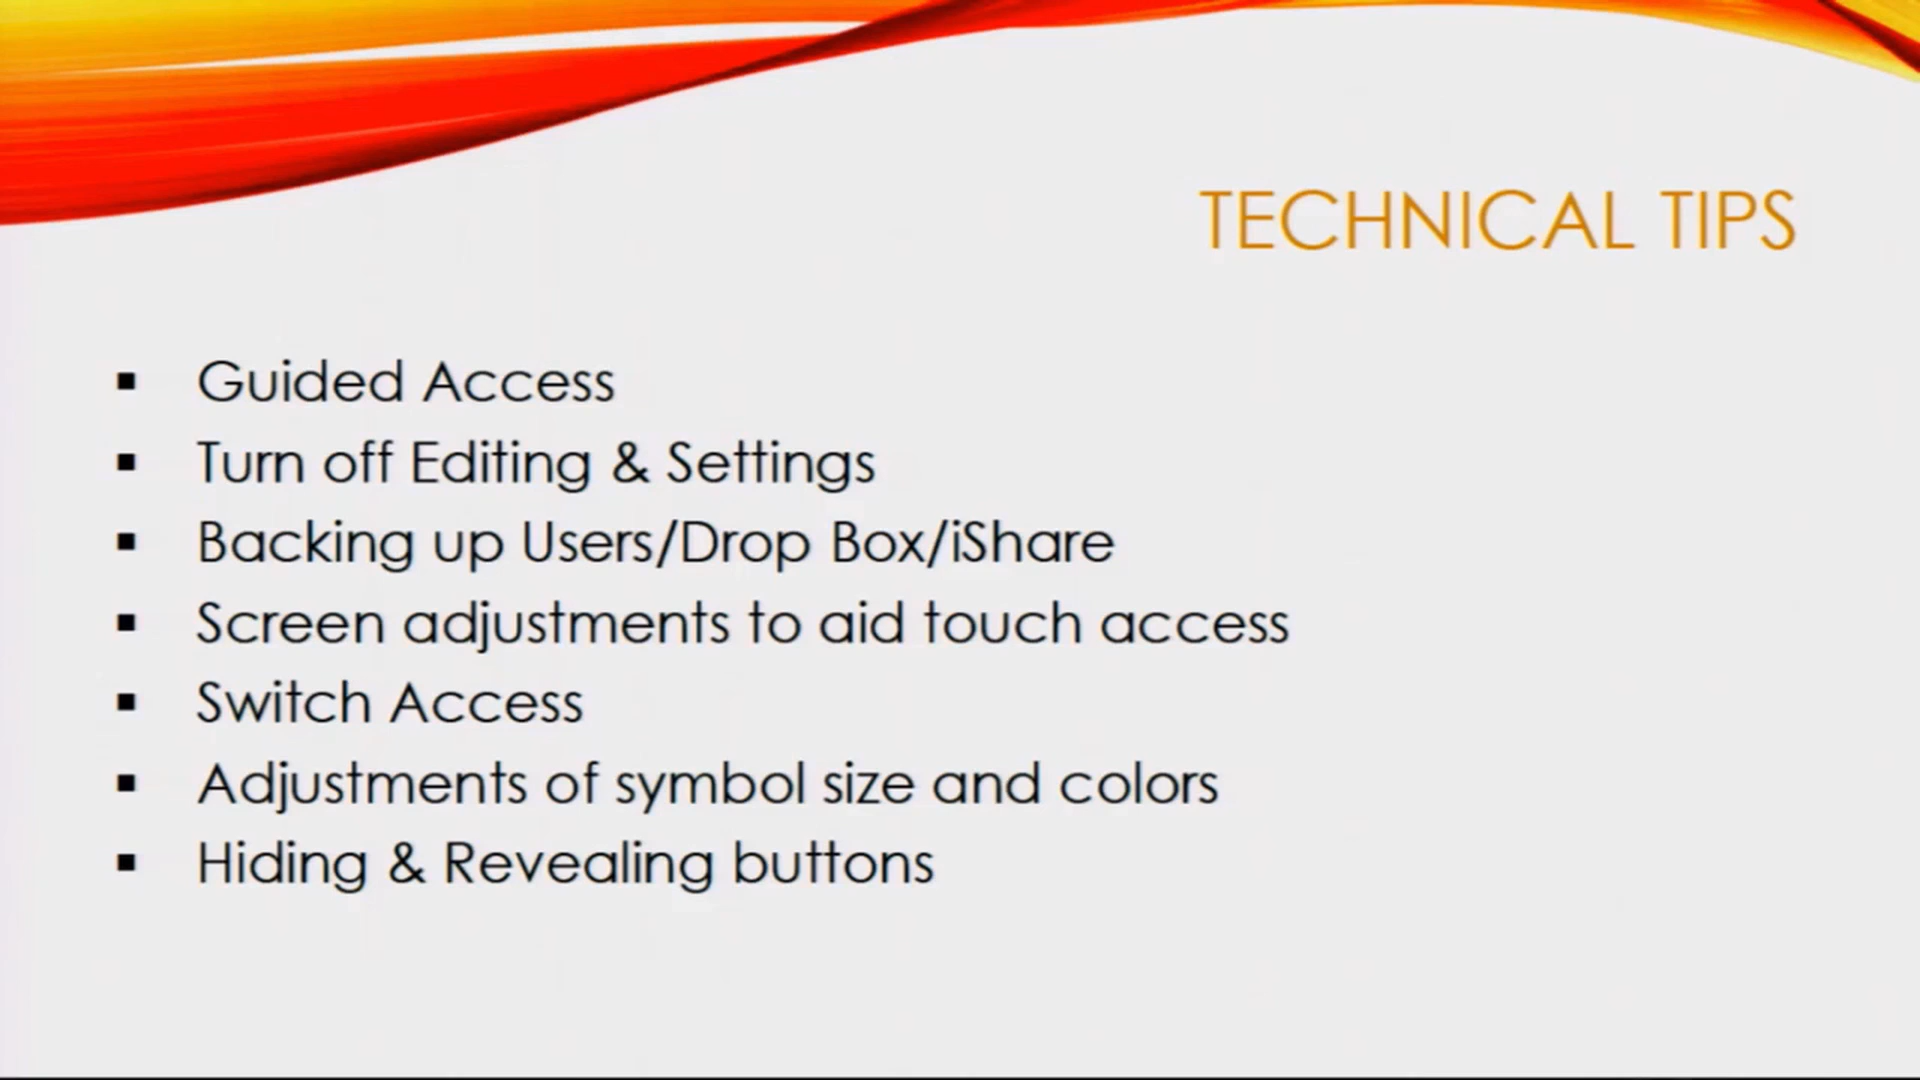 TECHNICAL TIPS
▪ Guided Access
▪ Turn off Editing & Settings
▪ Backing up Users/Drop Box/iShare
▪ Screen adjustments to aid touch access
▪ Switch Access
▪ Adjustments of symbol size and colors
▪ Hiding & Revealing buttons